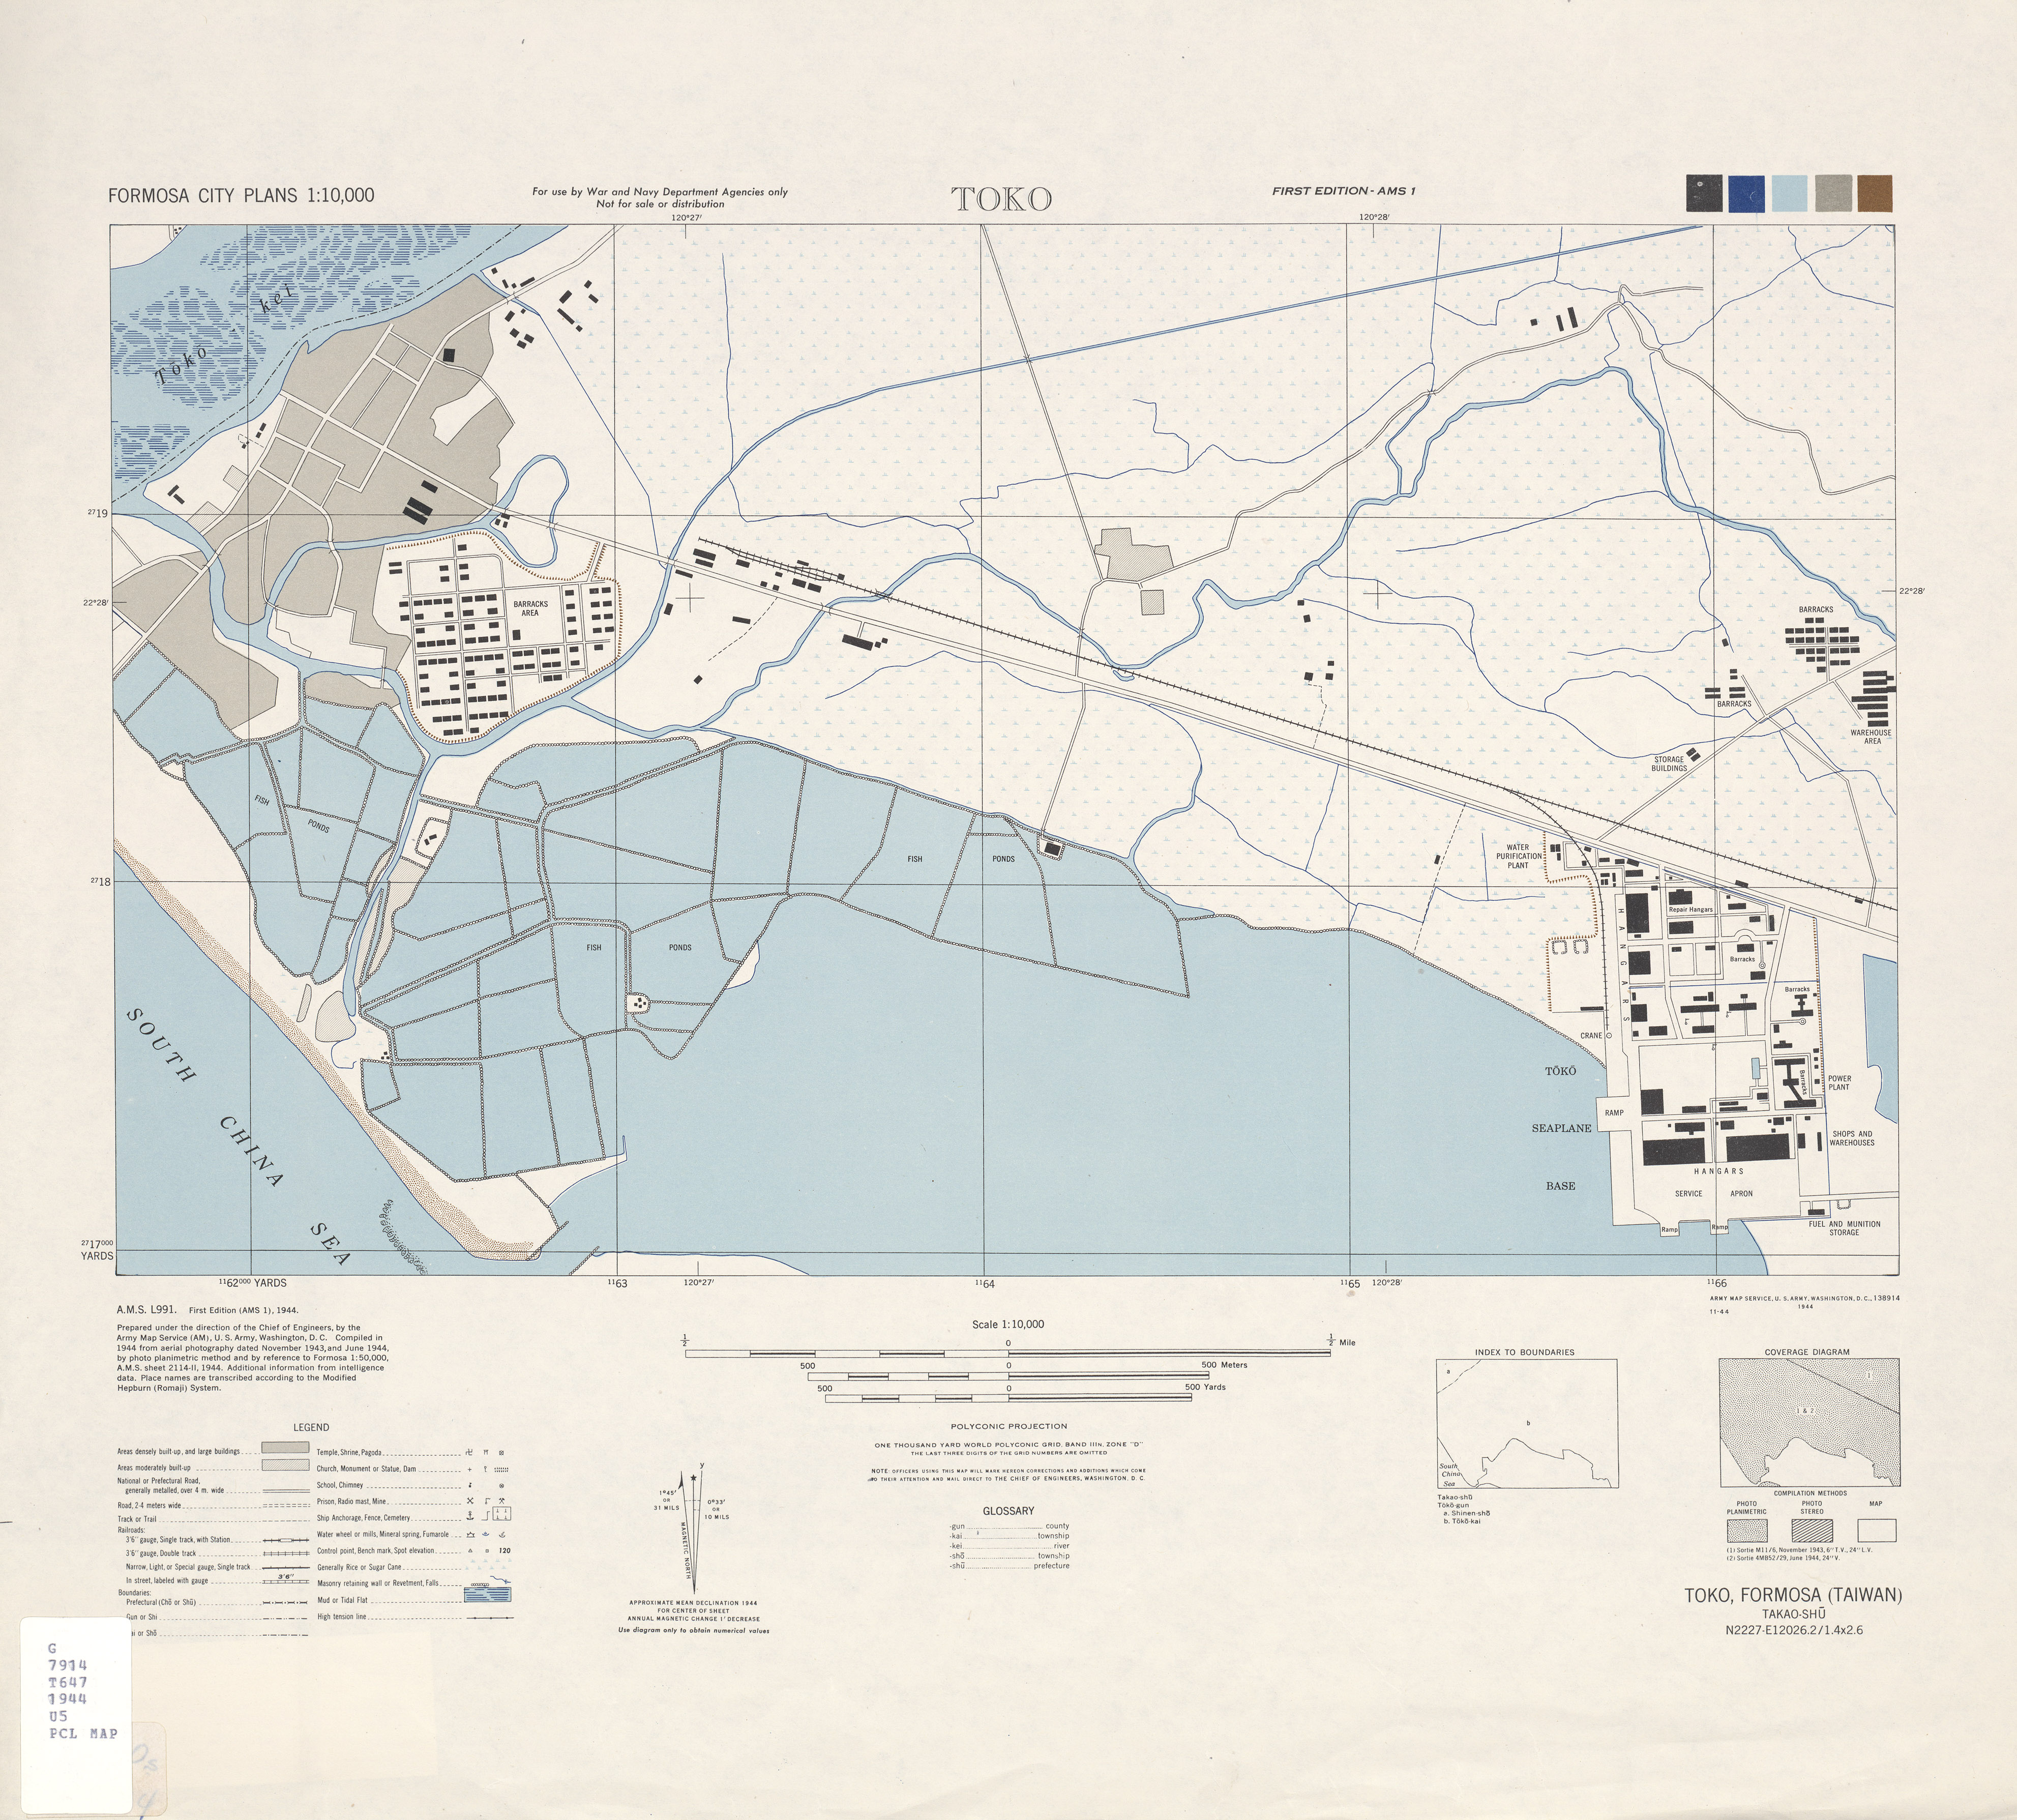 FORMOSA CITY PLANS 1:10,000
For use by War and Navy Department Agencies only
Not for sale or distribution
TOKO
FIRST EDITION - AMS 1
120°27'
120°28'
Tōkō - kei
2719
22°28'
22°28'
BARRACKS
AREA
BARRACKS
BARRACKS
WAREHOUSE
AREA
STORAGE
BUILDINGS
FISH
PONDS
WATER
PURIFICATION
PLANT
FISH
PONDS
2718
HANGARS
Repair Hangars
FISH
PONDS
Barracks
Barracks
SOUTH CHINA SEA
CRANE
TŌKŌ
SEAPLANE
BASE
Barracks
POWER
PLANT
RAMP
SHOPS AND
WAREHOUSES
HANGARS
SERVICE APRON
Ramp
Ramp
FUEL AND MUNITION
STORAGE
2717000
YARDS
1162000 YARDS
1163
120°27'
1164
1165
120°28'
1166
ARMY MAP SERVICE, U. S. ARMY, WASHINGTON, D. C., 138914
11-44
1944
A.M.S. L991. First Edition (AMS 1), 1944.
Prepared under the direction of the Chief of Engineers, by the
Army Map Service (AM), U. S. Army, Washington, D. C. Compiled in
1944 from aerial photography dated November 1943, and June 1944,
by photo planimetric method and by reference to Formosa 1:50,000,
A.M.S. sheet 2114-II, 1944. Additional information from intelligence
data. Place names are transcribed according to the Modified
Hepburn (Romaji) System.
Scale 1:10,000
1/2 0 1/2 Mile
500 0 500 Meters
500 0 500 Yards
POLYCONIC PROJECTION
ONE THOUSAND YARD WORLD POLYCONIC GRID, BAND IIIN, ZONE "D"
THE LAST THREE DIGITS OF THE GRID NUMBERS ARE OMITTED
NOTE: OFFICERS USING THIS MAP WILL MARK HEREON CORRECTIONS AND ADDITIONS WHICH COME
TO THEIR ATTENTION AND MAIL DIRECT TO THE CHIEF OF ENGINEERS, WASHINGTON, D. C.
GLOSSARY
-gun county
-kai township
-kei river
-shō township
-shū prefecture
LEGEND
Areas densely built-up, and large buildings
Areas moderately built-up
National or Prefectural Road,
generally metalled, over 4 m. wide
Road, 2-4 meters wide
Track or Trail
Railroads:
3'6" gauge, Single track, with Station
3'6" gauge, Double track
Narrow, Light, or Special gauge, Single track
In street, labeled with gauge 3'6"
Boundaries:
Prefectural (Chō or Shū)
Gun or Shi
ai or Shō
Temple, Shrine, Pagoda
Church, Monument or Statue, Dam
School, Chimney
Prison, Radio mast, Mine
Ship Anchorage, Fence, Cemetery
Water wheel or mills, Mineral spring, Fumarole
Control point, Bench mark, Spot elevation 120
Generally Rice or Sugar Cane
Masonry retaining wall or Revetment, Falls
Mud or Tidal Flat
High tension line
y
1°45'
OR
31 MILS
0°33'
OR
10 MILS
MAGNETIC NORTH
APPROXIMATE MEAN DECLINATION 1944
FOR CENTER OF SHEET
ANNUAL MAGNETIC CHANGE 1' DECREASE
Use diagram only to obtain numerical values
INDEX TO BOUNDARIES
a
b
South
China
Sea
Takao-shū
Tōkō-gun
a. Shinen-shō
b. Tōkō-kai
COVERAGE DIAGRAM
1
1 & 2
COMPILATION METHODS
PHOTO
PLANIMETRIC
PHOTO
STEREO
MAP
(1) Sortie M11/6, November 1943, 6" T.V., 24" L.V.
(2) Sortie 4MB52/29, June 1944, 24" V.
TOKO, FORMOSA (TAIWAN)
TAKAO-SHŪ
N2227-E12026.2/1.4x2.6
G
7914
T647
1944
U5
PCL MAP